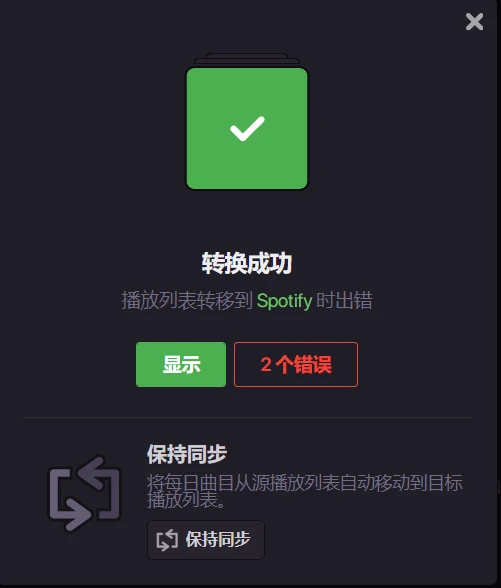 转换成功
播放列表转移到 Spotify 时出错
显示
2 个错误
保持同步
将每日曲目从源播放列表自动移动到目标
播放列表。
保持同步